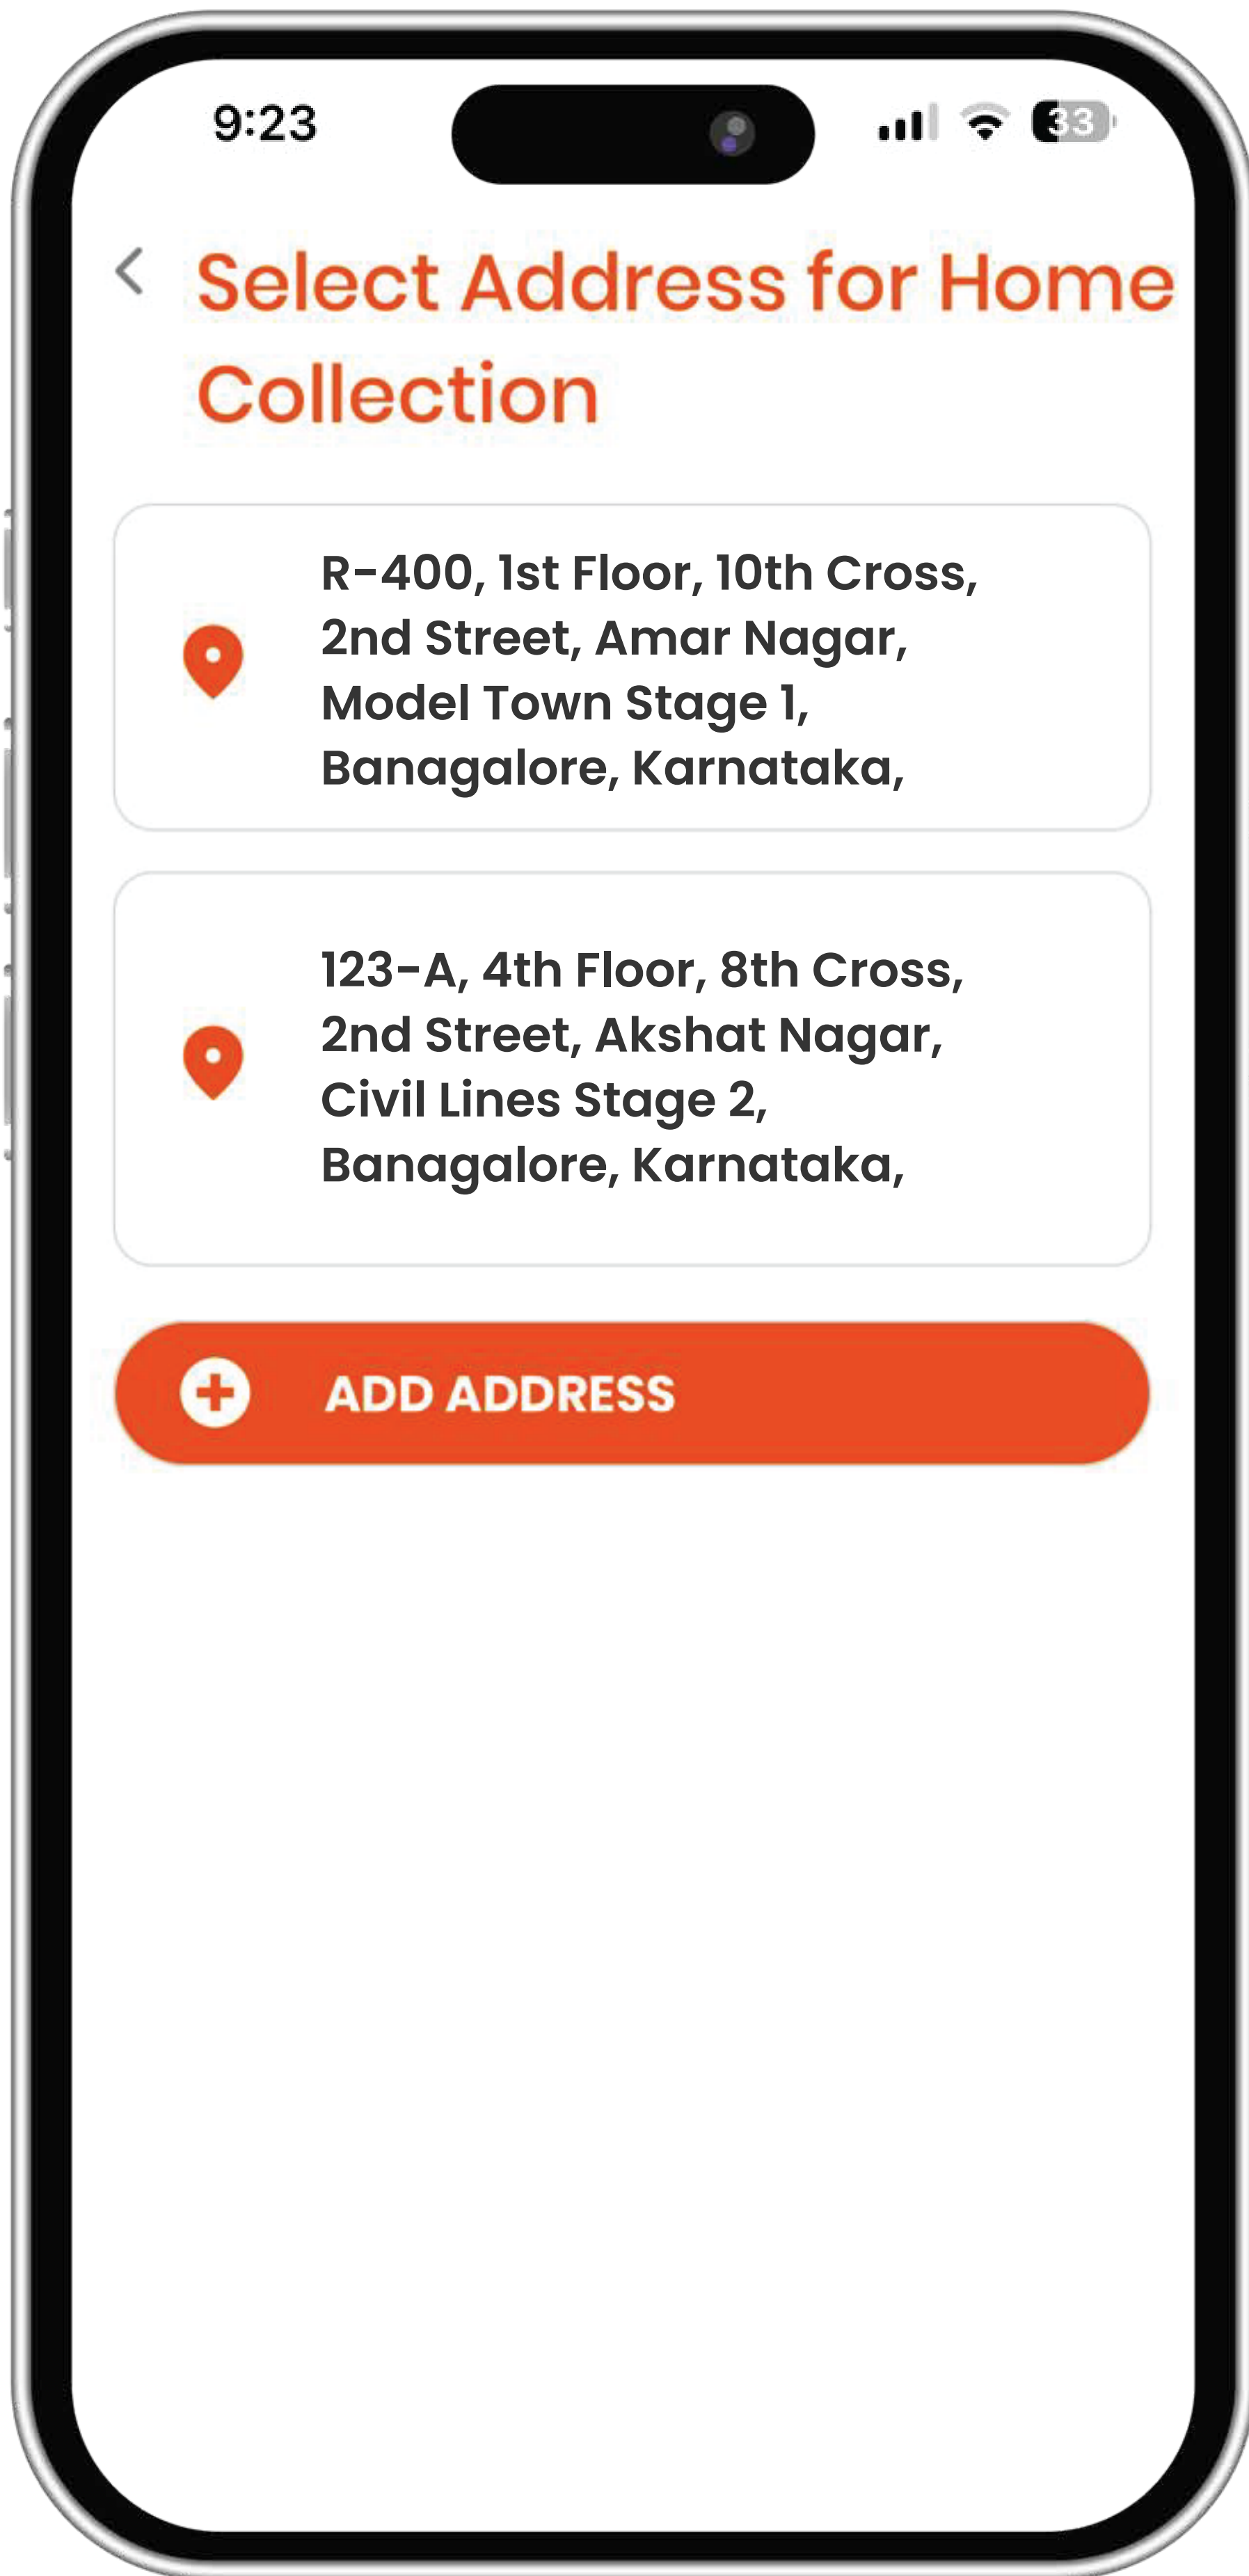 9:23
33
Select Address for Home
Collection
R-400, 1st Floor, 10th Cross,
2nd Street, Amar Nagar,
Model Town Stage 1,
Banagalore, Karnataka,
123-A, 4th Floor, 8th Cross,
2nd Street, Akshat Nagar,
Civil Lines Stage 2,
Banagalore, Karnataka,
ADD ADDRESS